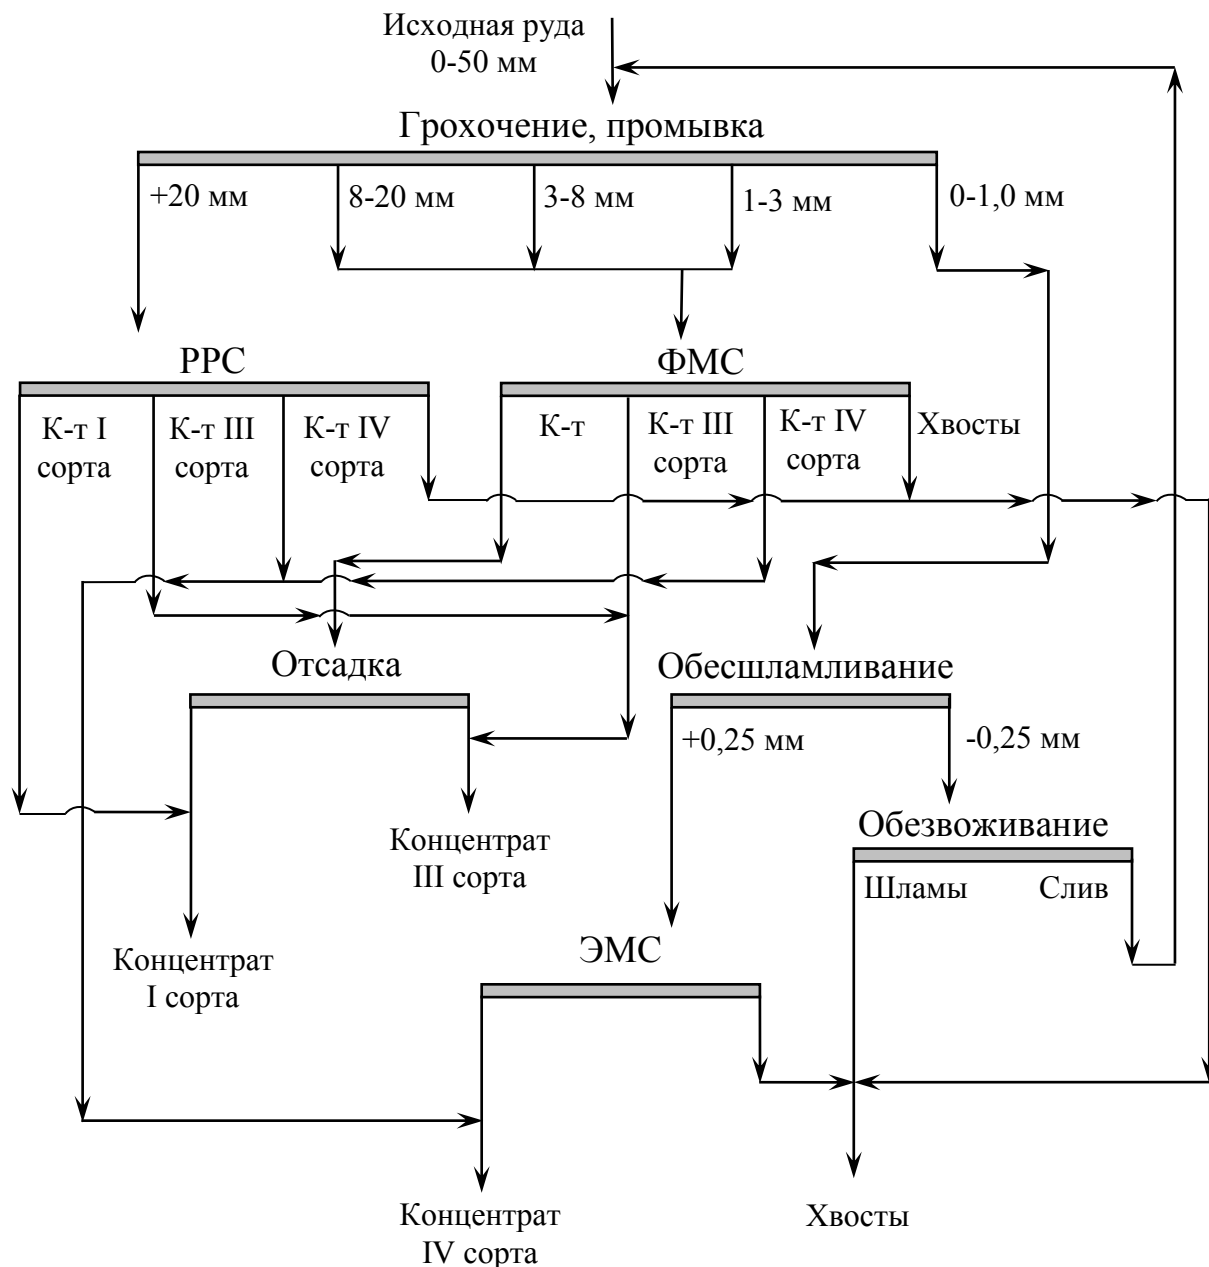 Исходная руда
0-50 мм
Грохочение, промывка
+20 мм
8-20 мм
3-8 мм
1-3 мм
0-1,0 мм
РРС
ФМС
К-т I
сорта
К-т III
сорта
К-т IV
сорта
К-т
К-т III
сорта
К-т IV
сорта
Хвосты
Отсадка
Обесшламливание
+0,25 мм
-0,25 мм
Концентрат
III сорта
Обезвоживание
Шламы
Слив
Концентрат
I сорта
ЭМС
Концентрат
IV сорта
Хвосты